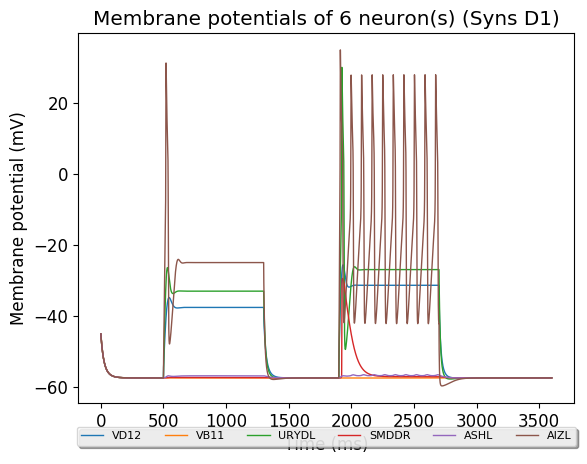 Membrane potentials of 6 neuron(s) (Syns D1)
Membrane potential (mV)
20
0
−20
−40
−60
0 500 1000 1500 2000 2500 3000 3500
Time (ms)
VD12 VB11 URYDL SMDDR ASHL AIZL